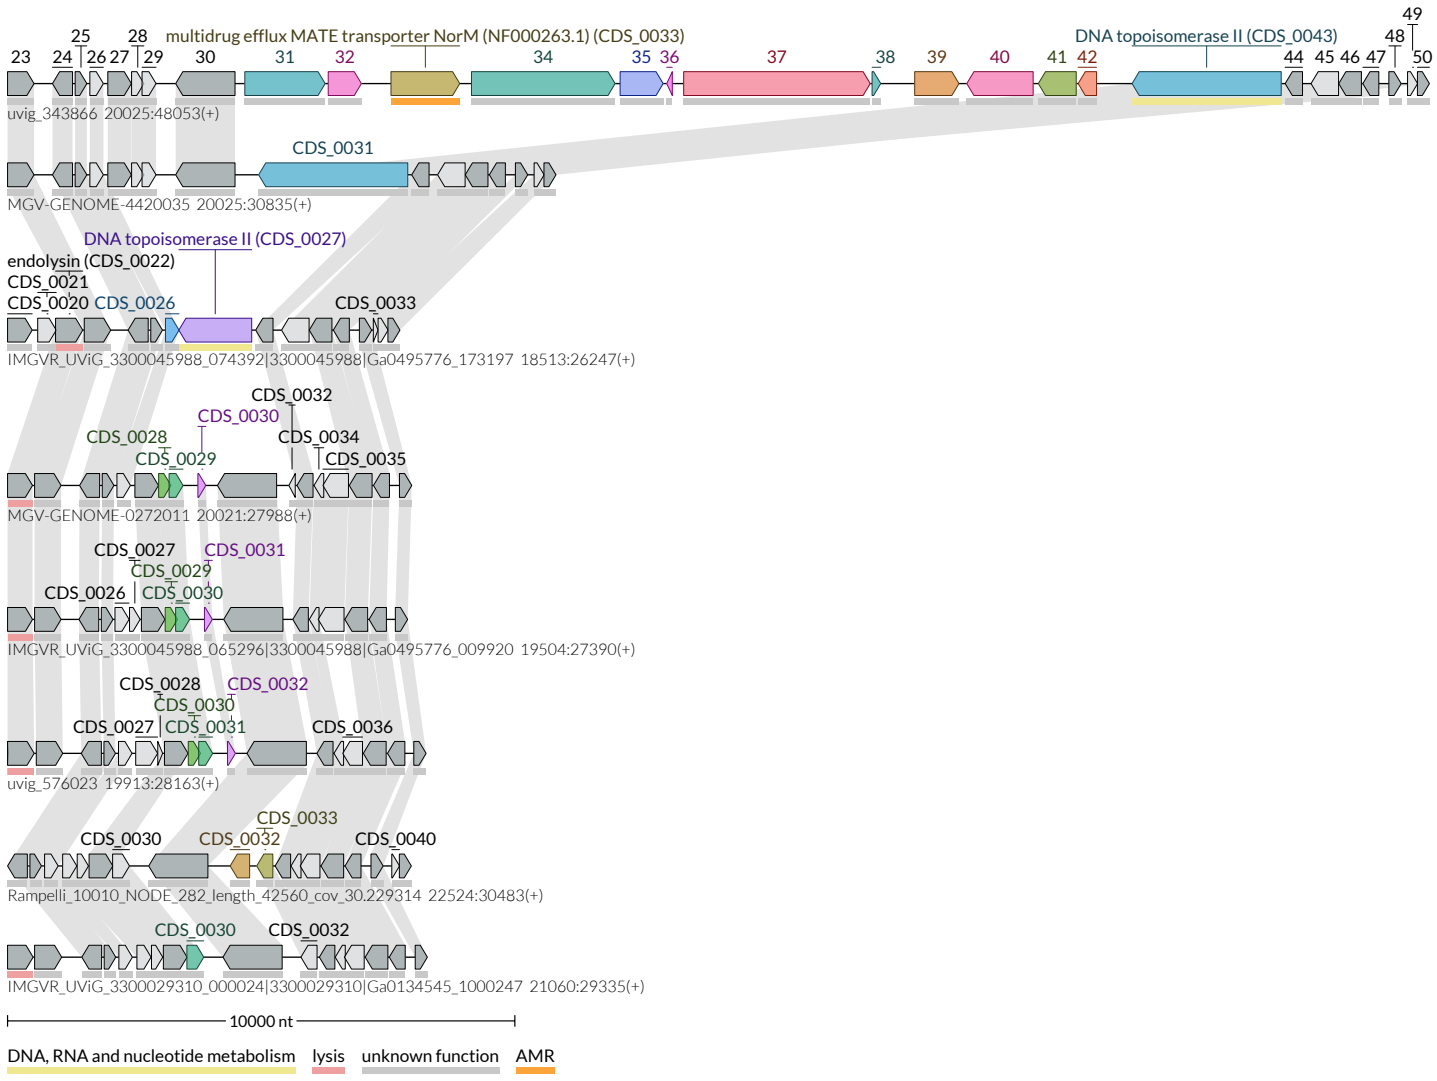 49
25 28 multidrug efflux MATE transporter NorM (NF000263.1) (CDS_0033) DNA topoisomerase II (CDS_0043) 48
23 24 26 27 29 30 31 32 34 35 36 37 38 39 40 41 42 44 45 46 47 50
uvig_343866 20025:48053(+)
CDS_0031
MGV-GENOME-4420035 20025:30835(+)
DNA topoisomerase II (CDS_0027)
endolysin (CDS_0022)
CDS_0021
CDS_0020 CDS_0026 CDS_0033
IMGVR_UViG_3300045988_074392|3300045988|Ga0495776_173197 18513:26247(+)
CDS_0032
CDS_0030
CDS_0028 CDS_0034
CDS_0029 CDS_0035
MGV-GENOME-0272011 20021:27988(+)
CDS_0027 CDS_0031
CDS_0029
CDS_0026 CDS_0030
IMGVR_UViG_3300045988_065296|3300045988|Ga0495776_009920 19504:27390(+)
CDS_0028 CDS_0032
CDS_0030
CDS_0027 CDS_0031 CDS_0036
uvig_576023 19913:28163(+)
CDS_0033
CDS_0030 CDS_0032 CDS_0040
Rampelli_10010_NODE_282_length_42560_cov_30.229314 22524:30483(+)
CDS_0030 CDS_0032
IMGVR_UViG_3300029310_000024|3300029310|Ga0134545_1000247 21060:29335(+)
10000 nt
DNA, RNA and nucleotide metabolism lysis unknown function AMR